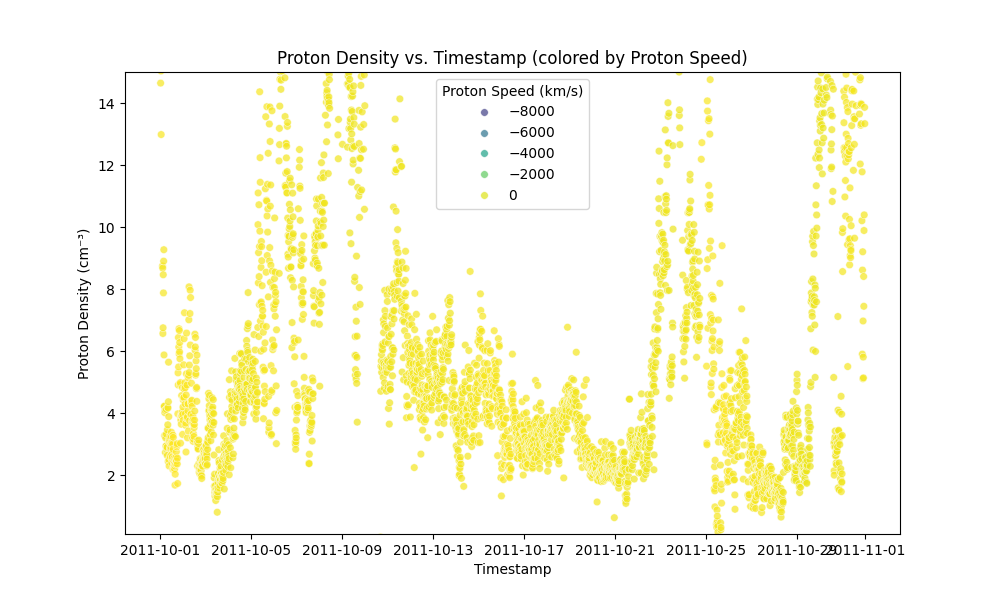 Proton Density vs. Timestamp (colored by Proton Speed)
Proton Speed (km/s)
−8000
−6000
−4000
−2000
0
14
12
10
8
6
4
2
Proton Density (cm⁻³)
2011-10-01 2011-10-05 2011-10-09 2011-10-13 2011-10-17 2011-10-21 2011-10-25 2011-10-29 2011-11-01
Timestamp